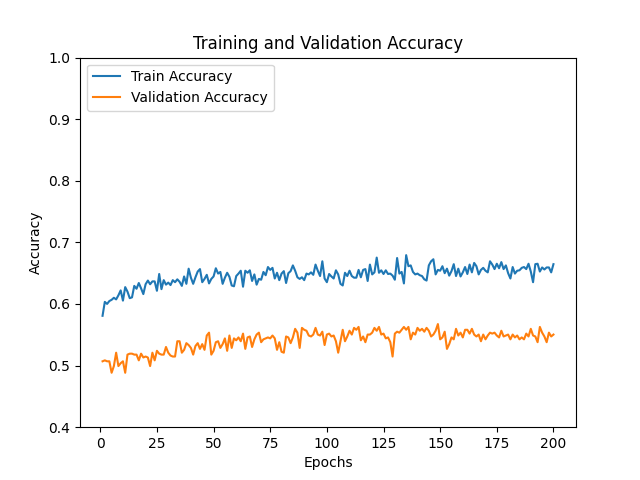 Training and Validation Accuracy
Train Accuracy
Validation Accuracy
1.0
0.9
0.8
0.7
0.6
0.5
0.4
Accuracy
0 25 50 75 100 125 150 175 200
Epochs